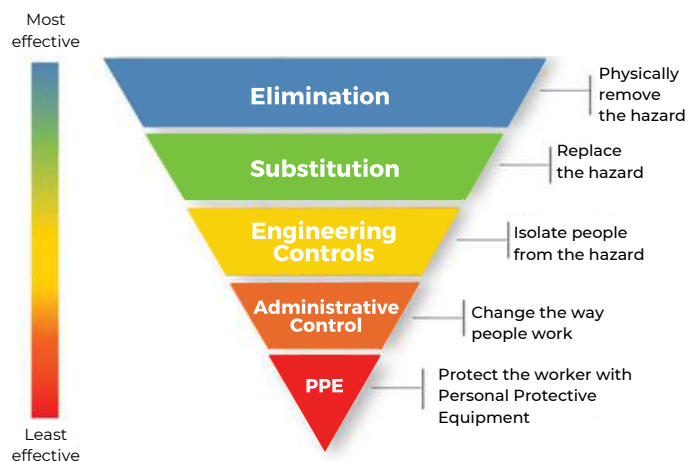 Most
effective
Elimination
Physically
remove
the hazard
Substitution
Replace
the hazard
Engineering
Controls
Isolate people
from the hazard
Administrative
Control
Change the way
people work
PPE
Protect the worker with
Personal Protective
Equipment
Least
effective